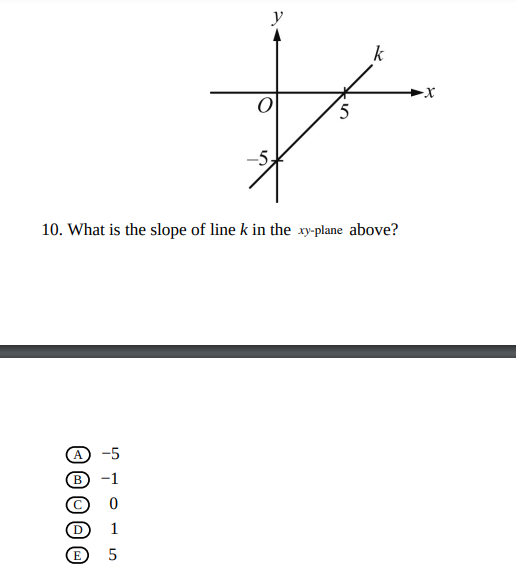 y
k
x
O
5
−5
10. What is the slope of line k in the xy-plane above?
A −5
B −1
C 0
D 1
E 5